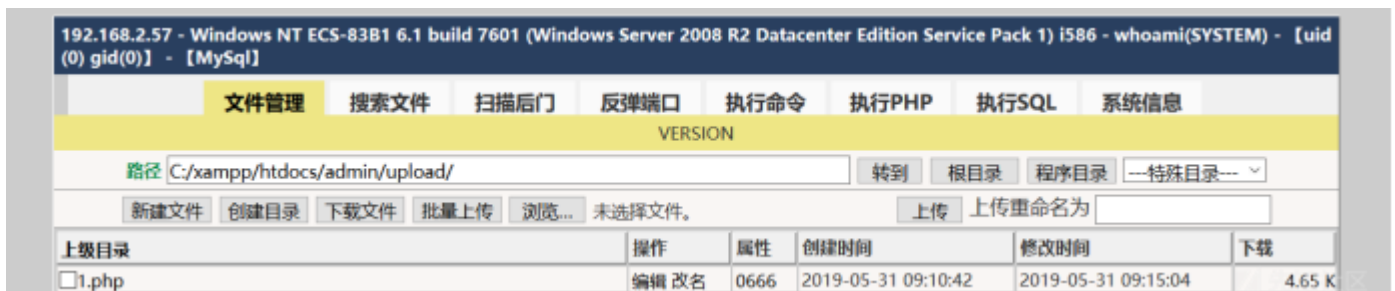 192.168.2.57 - Windows NT ECS-83B1 6.1 build 7601 (Windows Server 2008 R2 Datacenter Edition Service Pack 1) i586 - whoami(SYSTEM) - 【uid
(0) gid(0)】 - 【MySql】
文件管理 搜索文件 扫描后门 反弹端口 执行命令 执行PHP 执行SQL 系统信息
VERSION
路径 C:/xampp/htdocs/admin/upload/ 转到 根目录 程序目录 ---特殊目录---
新建文件 创建目录 下载文件 批量上传 浏览... 未选择文件。 上传 上传重命名为
上级目录 操作 属性 创建时间 修改时间 下载
1.php 编辑 改名 0666 2019-05-31 09:10:42 2019-05-31 09:15:04 4.65 K